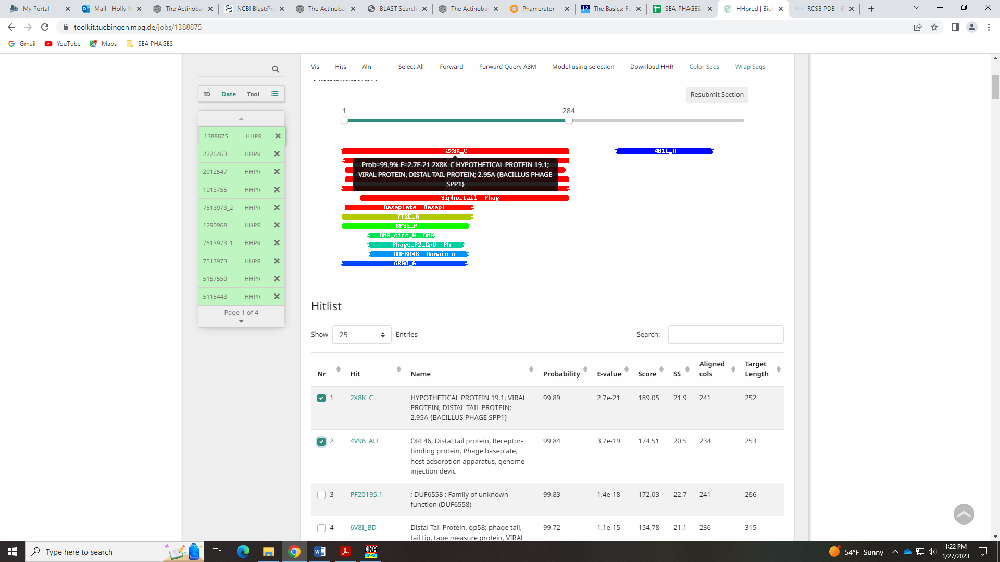 My Portal
Mail - Holly N
The Actinoba
NCBI Blast:Pro
The Actinoba
BLAST Search
The Actinoba
Phamerator
The Basics: Fu
SEA-PHAGES
HHpred | Bio
RCSB PDB - 6
toolkit.tuebingen.mpg.de/jobs/1388875
Gmail
YouTube
Maps
SEA PHAGES
Vis Hits Aln Select All Forward Forward Query A3M Model using selection Download HHR Color Seqs Wrap Seqs
Visualization
Resubmit Section
ID Date Tool
1 284
1388875 HHPR
2226463 HHPR
2012547 HHPR
1013755 HHPR
7513973_2 HHPR
1290968 HHPR
7513973_1 HHPR
7513973 HHPR
5157550 HHPR
5115443 HHPR
Page 1 of 4
2X8K_C 4B1L_A
Prob=99.9% E=2.7E-21 2X8K_C HYPOTHETICAL PROTEIN 19.1;
VIRAL PROTEIN, DISTAL TAIL PROTEIN; 2.95A {BACILLUS PHAGE
SPP1}
Sipho_tail Phag
Baseplate Basepl
7T2E_A
6P3E_P
DNA_circ_N DNA
Phage_P2_GpU Ph
DUF6046 Domain o
6RAO_G
Hitlist
Show 25 Entries Search:
Nr Hit Name Probability E-value Score SS Aligned cols Target Length
1 2X8K_C HYPOTHETICAL PROTEIN 19.1; VIRAL 99.89 2.7e-21 189.05 21.9 241 252
PROTEIN, DISTAL TAIL PROTEIN;
2.95A {BACILLUS PHAGE SPP1}
2 4V96_AU ORF46; Distal tail protein, Receptor- 99.84 3.7e-19 174.51 20.5 234 253
binding protein, Phage baseplate,
host adsorption apparatus, genome
injection devic
3 PF20195.1 ; DUF6558 ; Family of unknown 99.83 1.4e-18 172.03 22.7 241 266
function (DUF6558)
4 6V8I_BD Distal Tail Protein, gp58; phage tail, 99.72 1.1e-15 154.78 21.1 236 315
tail tip, tape measure protein, VIRAL
Type here to search
DNA
54°F Sunny
1:22 PM
1/27/2023